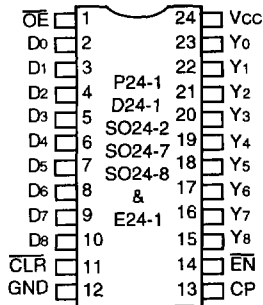 OE 1 24 VCC
D0 2 23 Y0
D1 3 22 Y1
D2 4 P24-1 21 Y2
D3 5 D24-1 20 Y3
D4 6 SO24-2 19 Y4
D5 7 SO24-7 18 Y5
D6 8 SO24-8 17 Y6
D7 9 & 16 Y7
D8 10 E24-1 15 Y8
CLR 11 14 EN
GND 12 13 CP